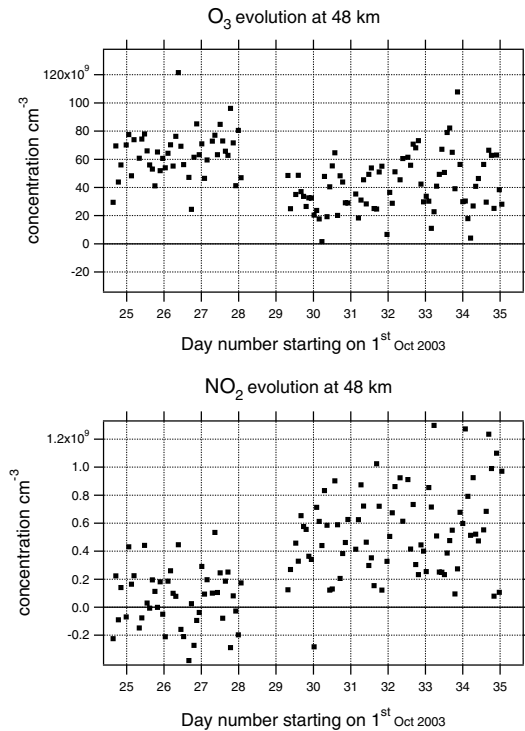 O3 evolution at 48 km
120x10^9
100
80
60
40
20
0
-20
concentration cm^-3
25 26 27 28 29 30 31 32 33 34 35
Day number starting on 1^st Oct 2003
NO2 evolution at 48 km
1.2x10^9
1.0
0.8
0.6
0.4
0.2
0.0
-0.2
concentration cm^-3
25 26 27 28 29 30 31 32 33 34 35
Day number starting on 1^st Oct 2003